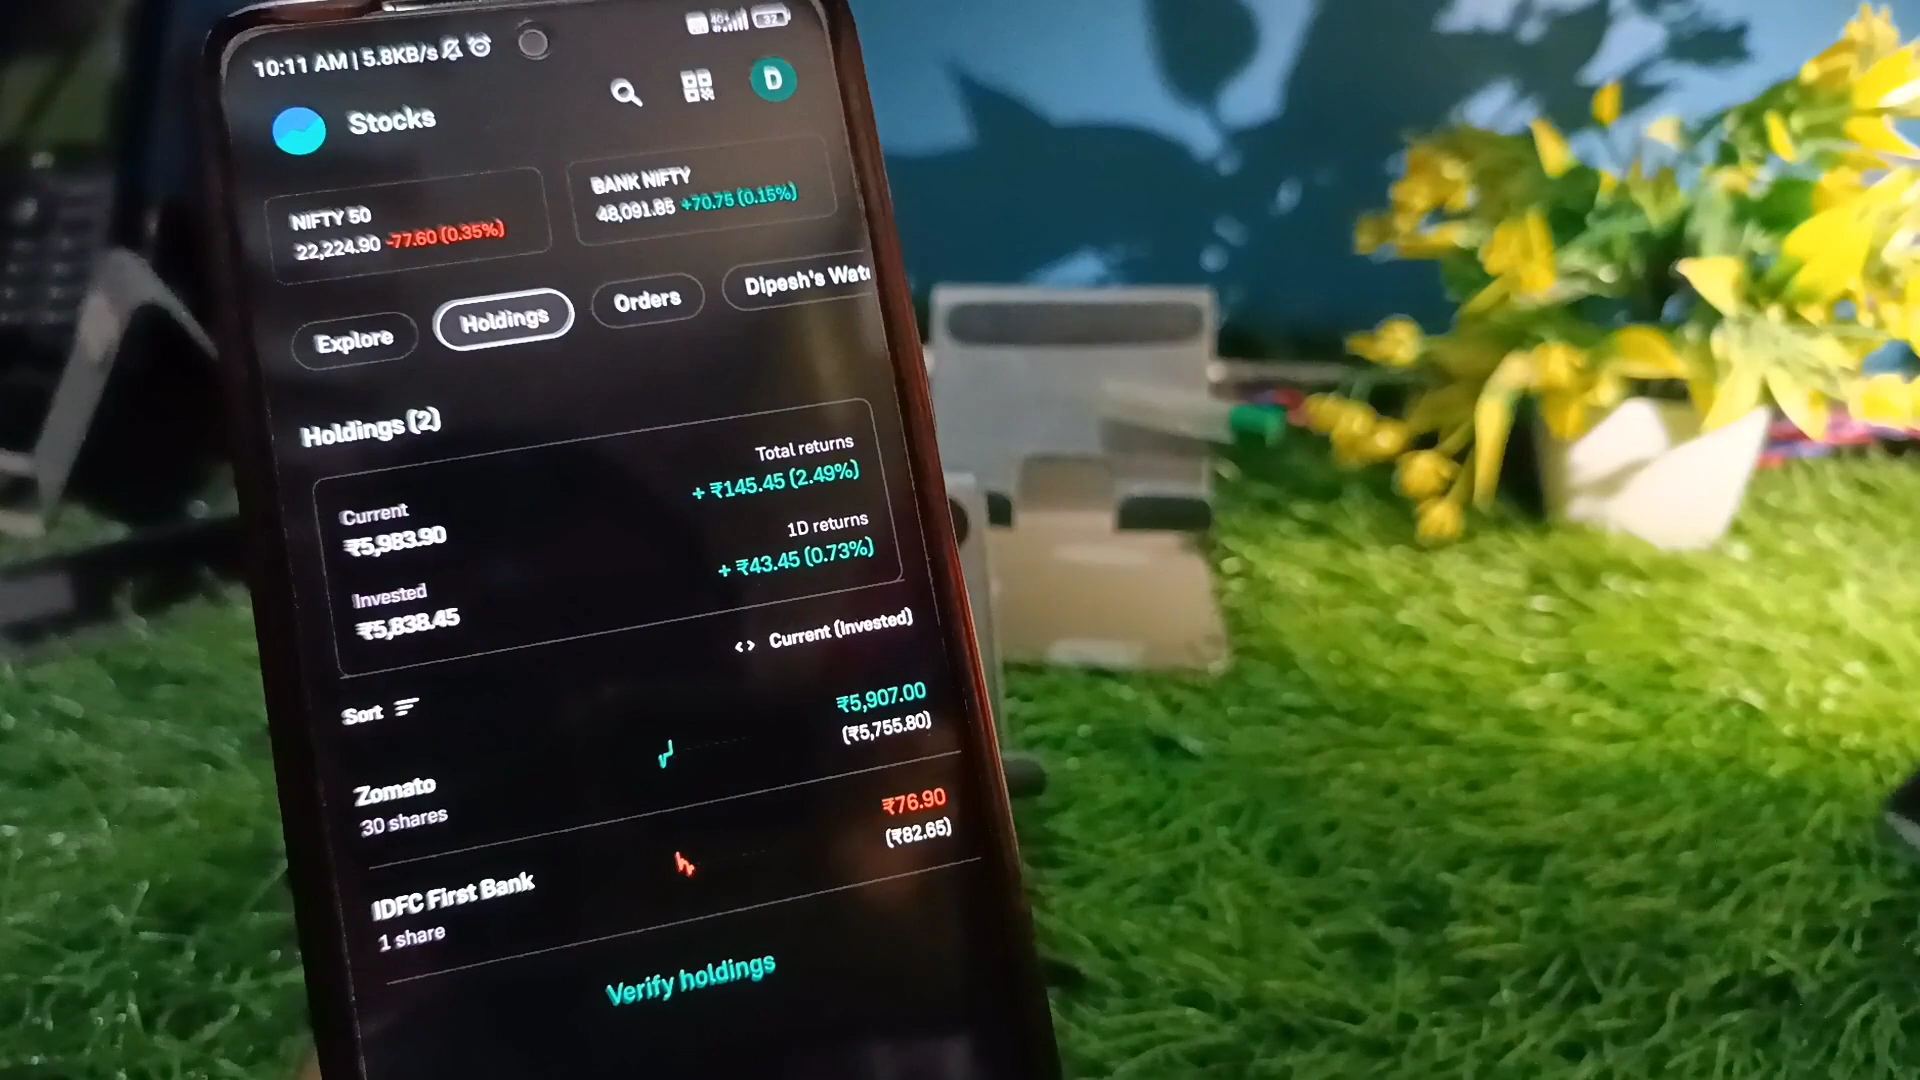 10:11 AM | 5.8KB/s 4G+ 32
Stocks D
NIFTY 50
22,224.90 -77.60 (0.35%)
BANK NIFTY
48,091.85 +70.75 (0.15%)
Explore Holdings Orders Dipesh's Wat
Holdings (2)
Current
₹5,983.90
Total returns
+ ₹145.45 (2.49%)
Invested
₹5,838.45
1D returns
+ ₹43.45 (0.73%)
Sort
<> Current (Invested)
Zomato
30 shares
₹5,907.00
(₹5,755.80)
IDFC First Bank
1 share
₹76.90
(₹82.65)
Verify holdings